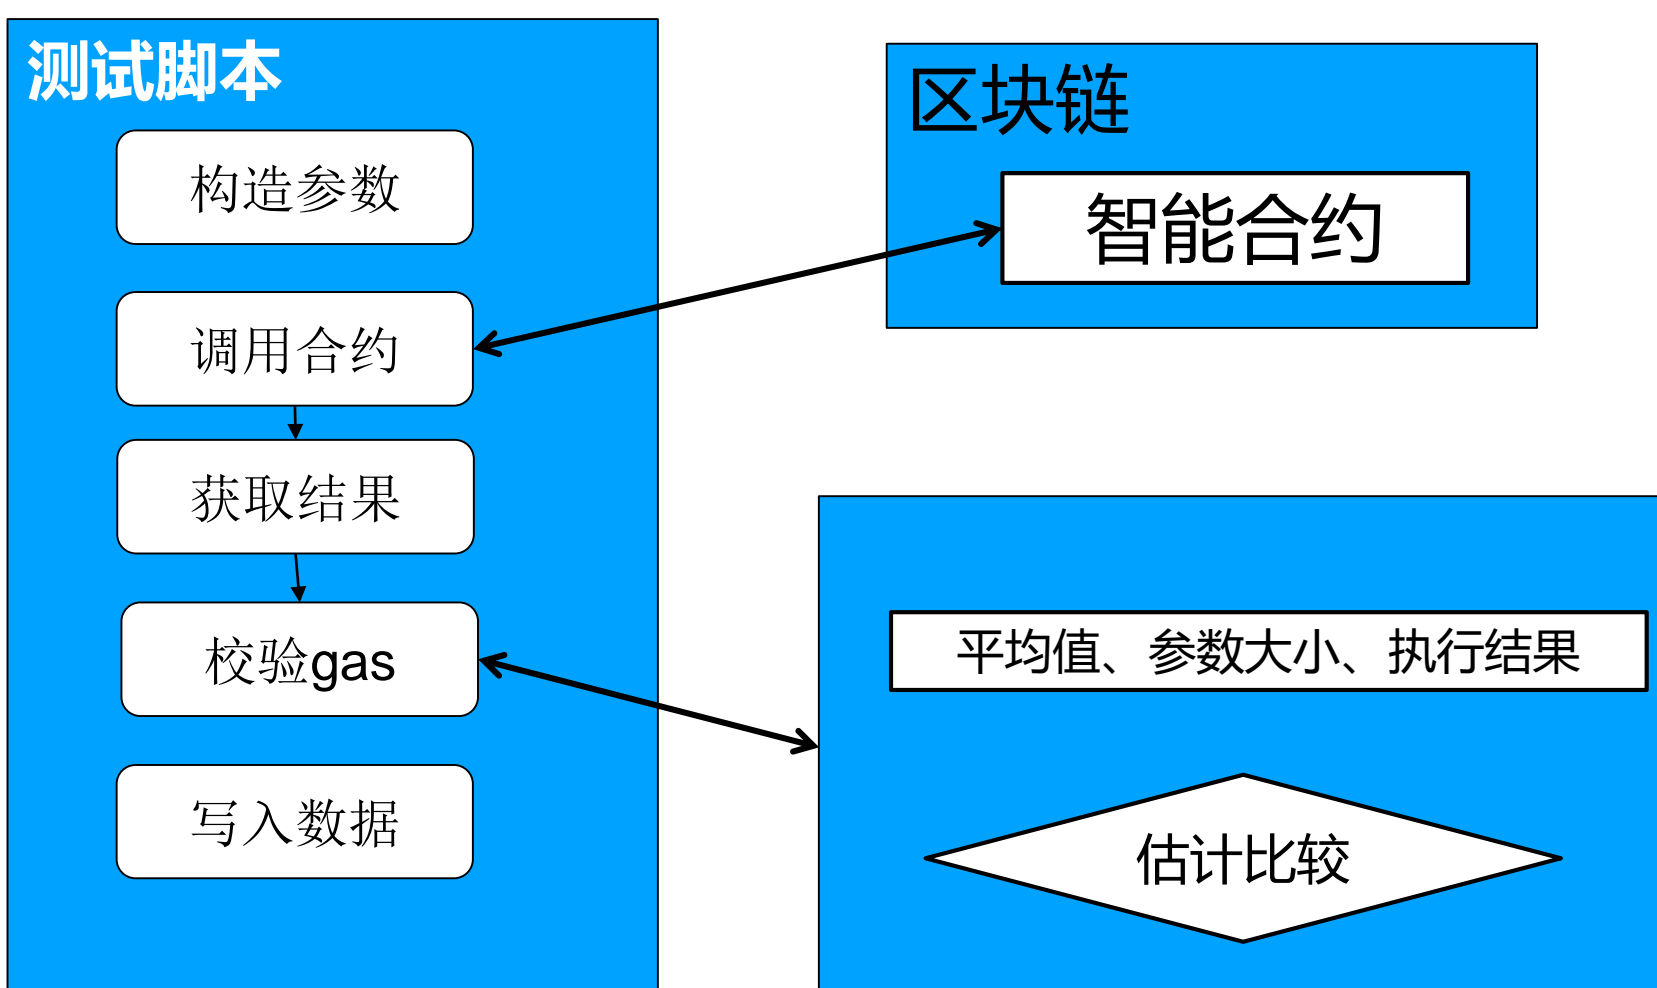 测试脚本
构造参数
调用合约
获取结果
校验gas
写入数据
区块链
智能合约
平均值、参数大小、执行结果
估计比较